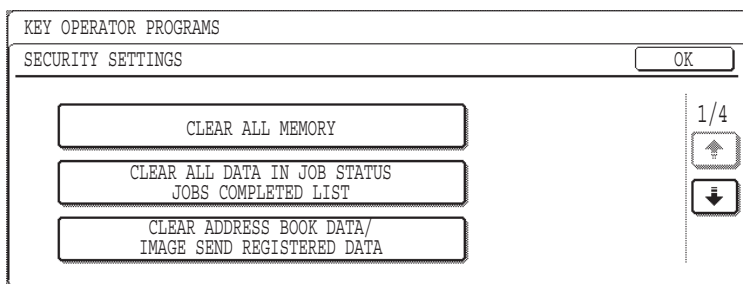 KEY OPERATOR PROGRAMS
SECURITY SETTINGS
OK
CLEAR ALL MEMORY
1/4
CLEAR ALL DATA IN JOB STATUS
JOBS COMPLETED LIST
CLEAR ADDRESS BOOK DATA/
IMAGE SEND REGISTERED DATA